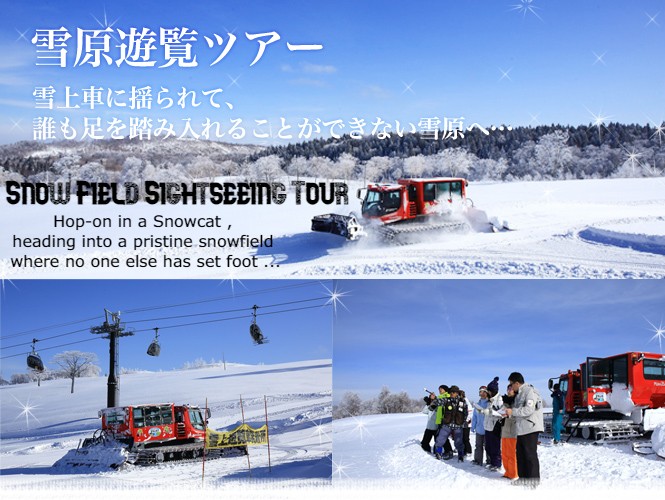 雪原遊覧ツアー
雪上車に揺られて、
誰も足を踏み入れることができない雪原へ…
Snow Field Sightseeing Tour
Hop-on in a Snowcat ,
heading into a pristine snowfield
where no one else has set foot ...